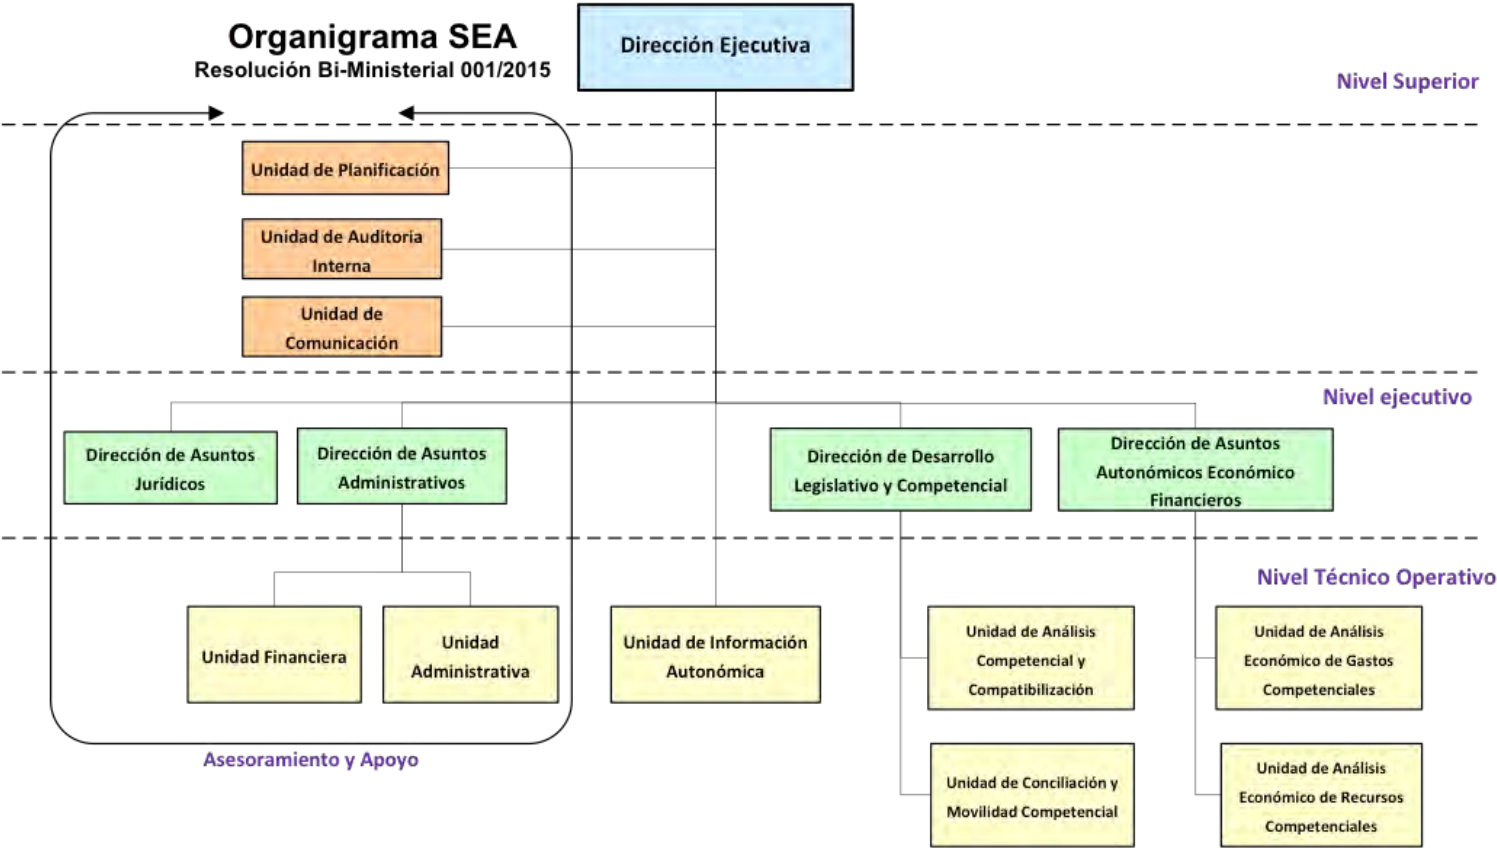 Organigrama SEA
Resolución Bi-Ministerial 001/2015
Dirección Ejecutiva
Nivel Superior
Unidad de Planificación
Unidad de Auditoria
Interna
Unidad de
Comunicación
Nivel ejecutivo
Dirección de Asuntos
Jurídicos
Dirección de Asuntos
Administrativos
Dirección de Desarrollo
Legislativo y Competencial
Dirección de Asuntos
Autonómicos Económico
Financieros
Nivel Técnico Operativo
Unidad Financiera
Unidad
Administrativa
Unidad de Información
Autonómica
Unidad de Análisis
Competencial y
Compatibilización
Unidad de Análisis
Económico de Gastos
Competenciales
Asesoramiento y Apoyo
Unidad de Conciliación y
Movilidad Competencial
Unidad de Análisis
Económico de Recursos
Competenciales